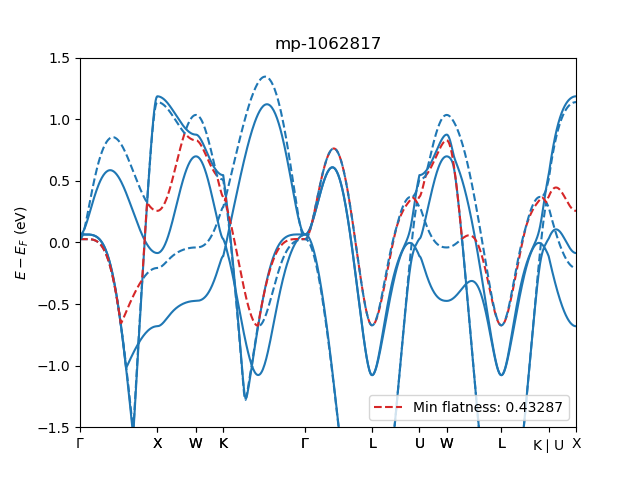 mp-1062817
E − E_F (eV)
1.5
1.0
0.5
0.0
−0.5
−1.0
−1.5
Min flatness: 0.43287
Γ X W K Γ L U W L K | U X